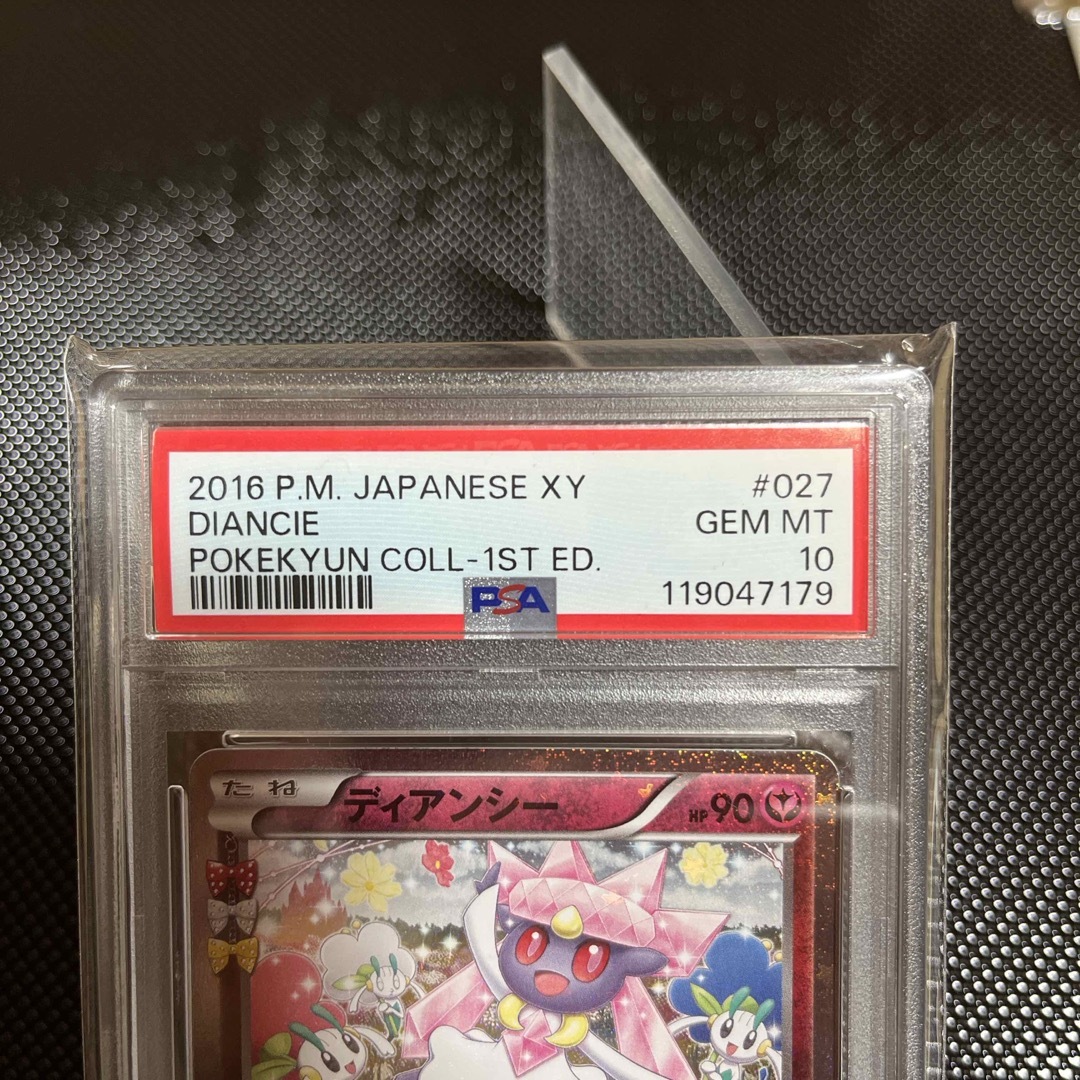 2016 P.M. JAPANESE XY #027
DIANCIE GEM MT
POKEKYUN COLL-1ST ED. 10
PSA 119047179
たね ディアンシー HP90